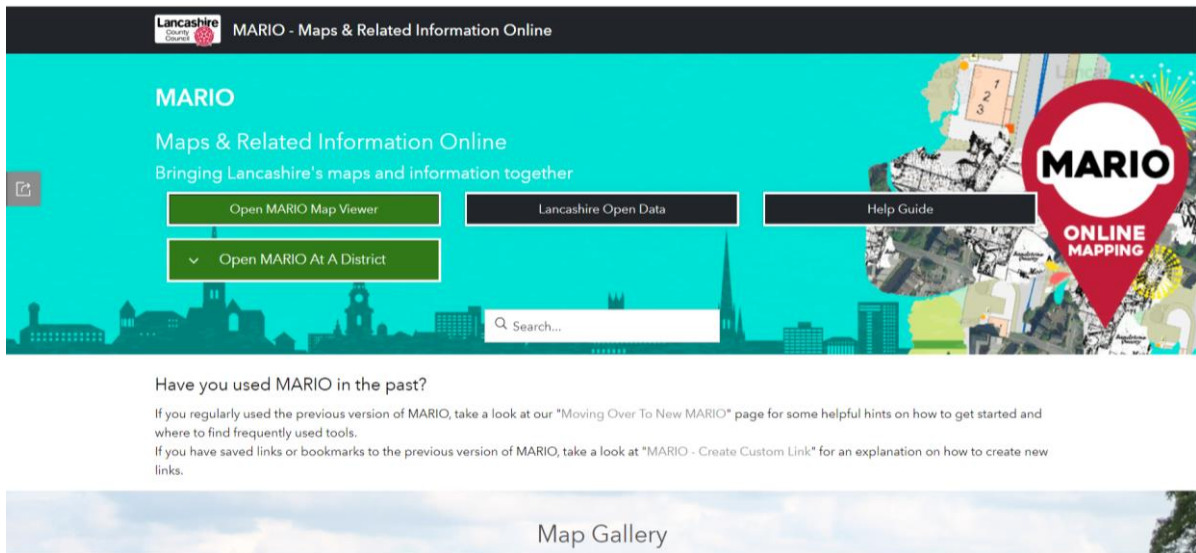 Lancashire
County
Council
MARIO - Maps & Related Information Online
MARIO
Maps & Related Information Online
Bringing Lancashire's maps and information together
Open MARIO Map Viewer
Lancashire Open Data
Help Guide
Open MARIO At A District
Search...
1
2
3
MARIO
ONLINE
MAPPING
Have you used MARIO in the past?
If you regularly used the previous version of MARIO, take a look at our "Moving Over To New MARIO" page for some helpful hints on how to get started and
where to find frequently used tools.
If you have saved links or bookmarks to the previous version of MARIO, take a look at "MARIO - Create Custom Link" for an explanation on how to create new
links.
Map Gallery